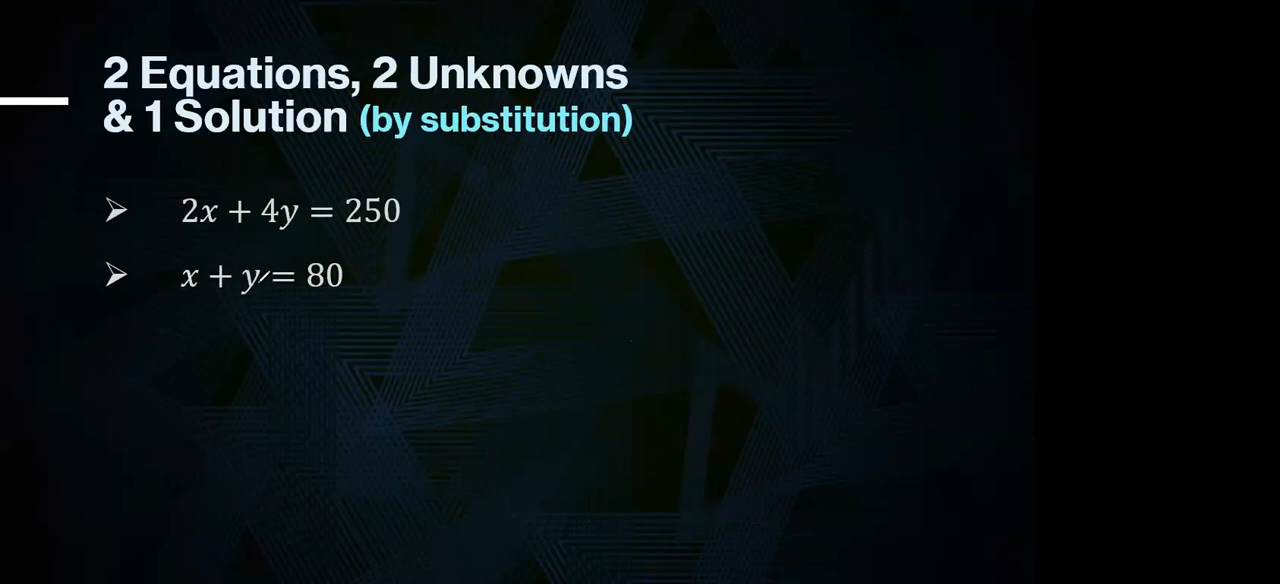 2 Equations, 2 Unknowns
& 1 Solution (by substitution)
➢ 2x + 4y = 250
➢ x + y = 80